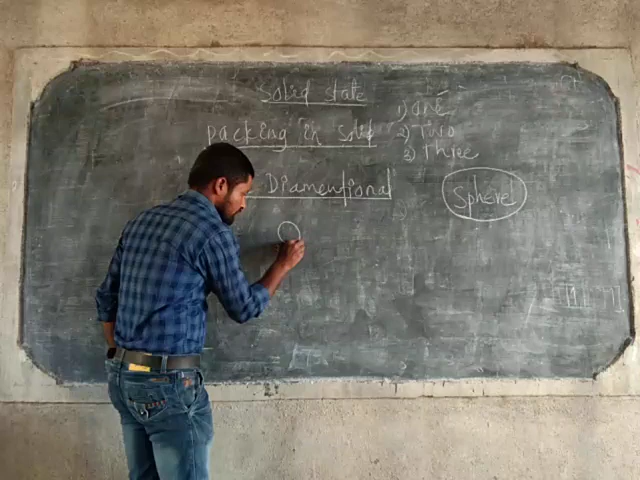 Solid state
Packing in Solid
1) One
2) Two
3) Three
Diamentional
Sphere